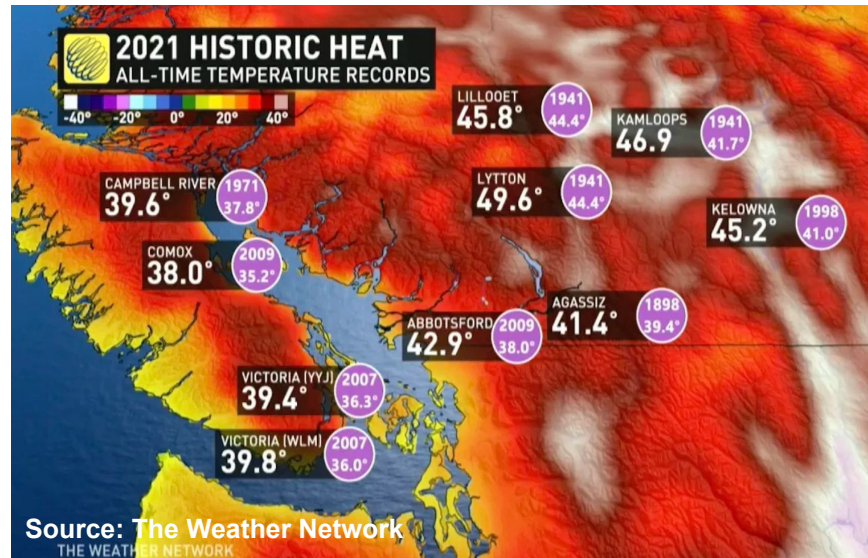 2021 HISTORIC HEAT
ALL-TIME TEMPERATURE RECORDS
-40° -20° 0° 20° 40°
LILLOOET
45.8°
1941
44.4°
KAMLOOPS
46.9
1941
41.7°
CAMPBELL RIVER
39.6°
1971
37.8°
LYTTON
49.6°
1941
44.4°
KELOWNA
45.2°
1998
41.0°
COMOX
38.0°
2009
35.2°
ABBOTSFORD
42.9°
2009
38.0°
AGASSIZ
41.4°
1898
39.4°
VICTORIA (YYJ)
39.4°
2007
36.3°
VICTORIA (WLM)
39.8°
2007
36.0°
Source: The Weather Network
THE WEATHER NETWORK